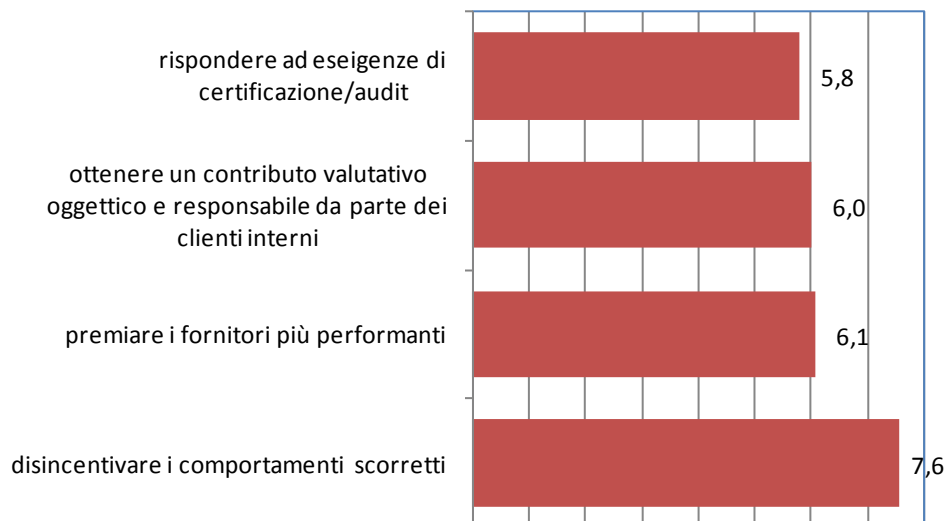 rispondere ad eseigenze di
certificazione/audit
5,8
ottenere un contributo valutativo
oggettico e responsabile da parte dei
clienti interni
6,0
premiare i fornitori più performanti
6,1
disincentivare i comportamenti scorretti
7,6